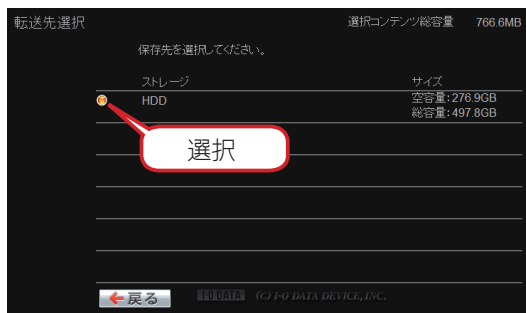 転送先選択 選択コンテンツ総容量 766.6MB
保存先を選択してください。
ストレージ サイズ
HDD 空容量:276.9GB
総容量:497.8GB
選択
戻る I-O DATA (C) I-O DATA DEVICE, INC.